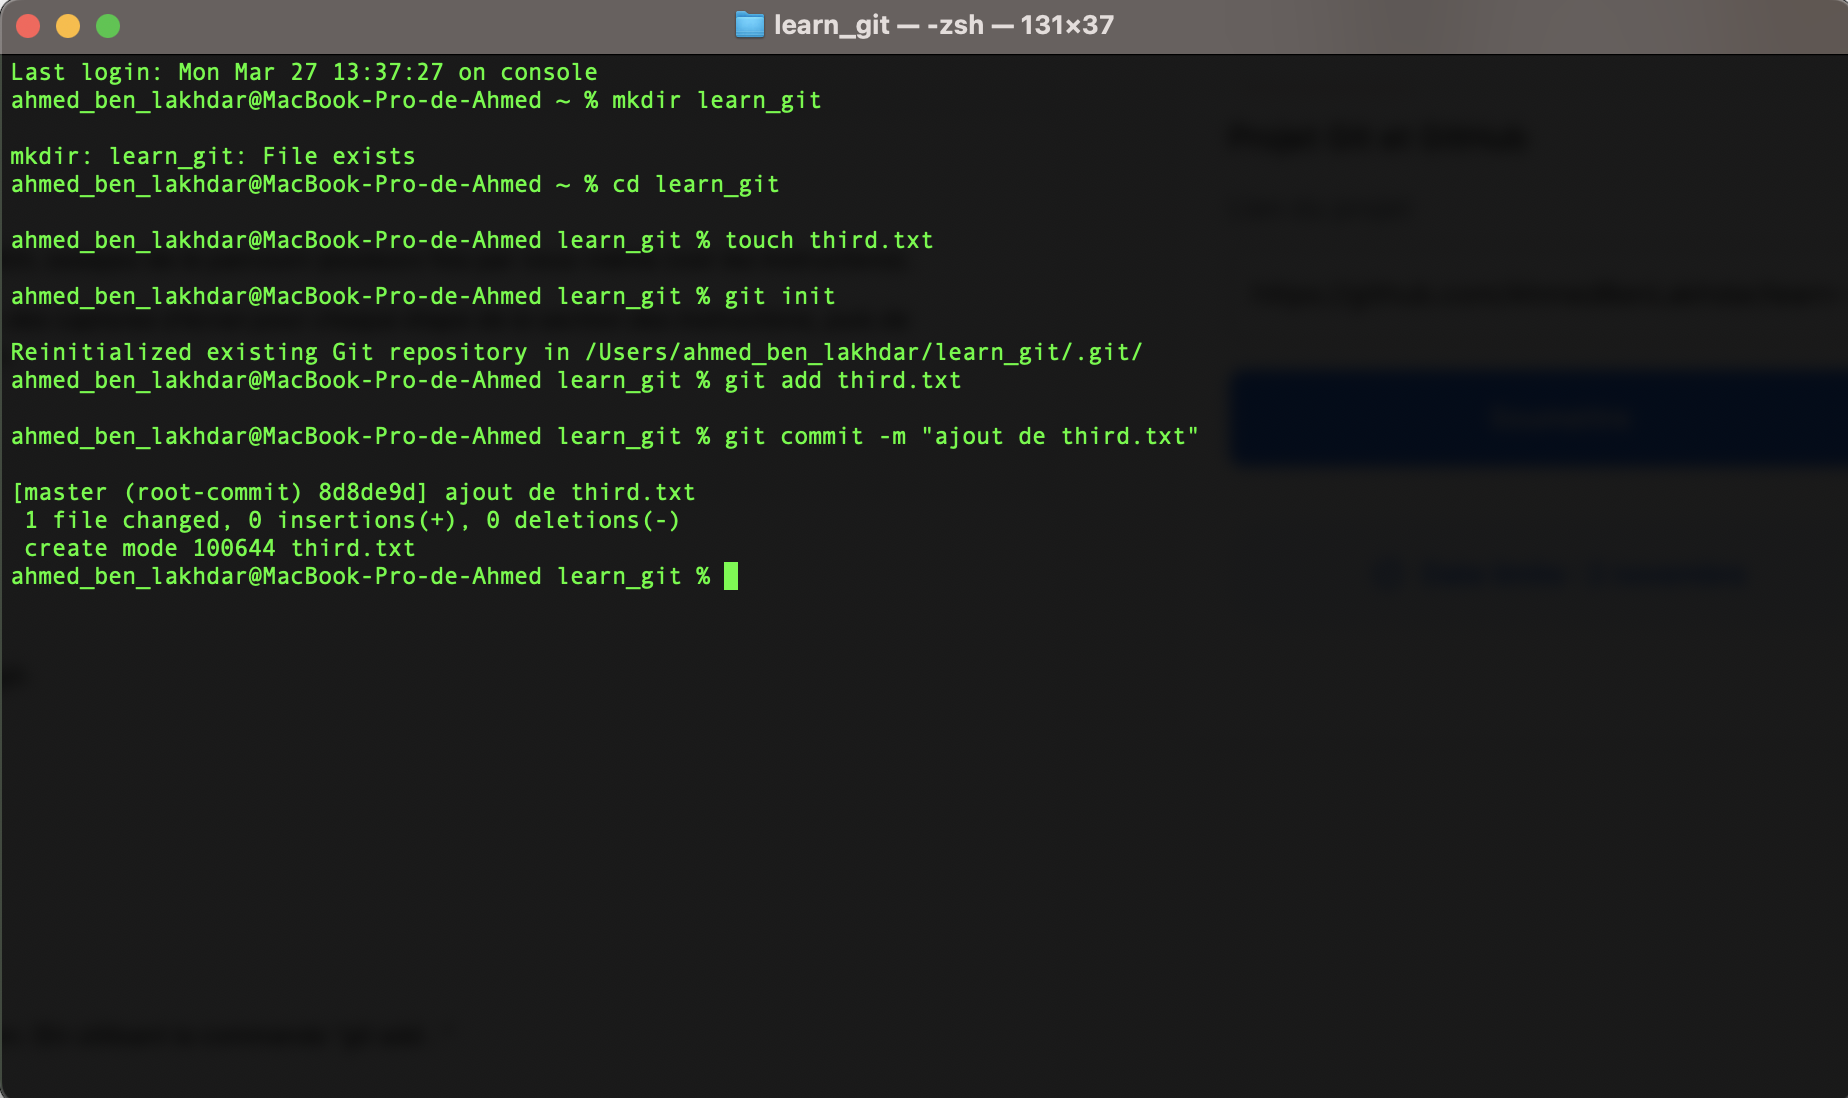 learn_git — -zsh — 131×37
Last login: Mon Mar 27 13:37:27 on console
ahmed_ben_lakhdar@MacBook-Pro-de-Ahmed ~ % mkdir learn_git
mkdir: learn_git: File exists
ahmed_ben_lakhdar@MacBook-Pro-de-Ahmed ~ % cd learn_git
ahmed_ben_lakhdar@MacBook-Pro-de-Ahmed learn_git % touch third.txt
ahmed_ben_lakhdar@MacBook-Pro-de-Ahmed learn_git % git init
Reinitialized existing Git repository in /Users/ahmed_ben_lakhdar/learn_git/.git/
ahmed_ben_lakhdar@MacBook-Pro-de-Ahmed learn_git % git add third.txt
ahmed_ben_lakhdar@MacBook-Pro-de-Ahmed learn_git % git commit -m "ajout de third.txt"
[master (root-commit) 8d8de9d] ajout de third.txt
1 file changed, 0 insertions(+), 0 deletions(-)
create mode 100644 third.txt
ahmed_ben_lakhdar@MacBook-Pro-de-Ahmed learn_git %